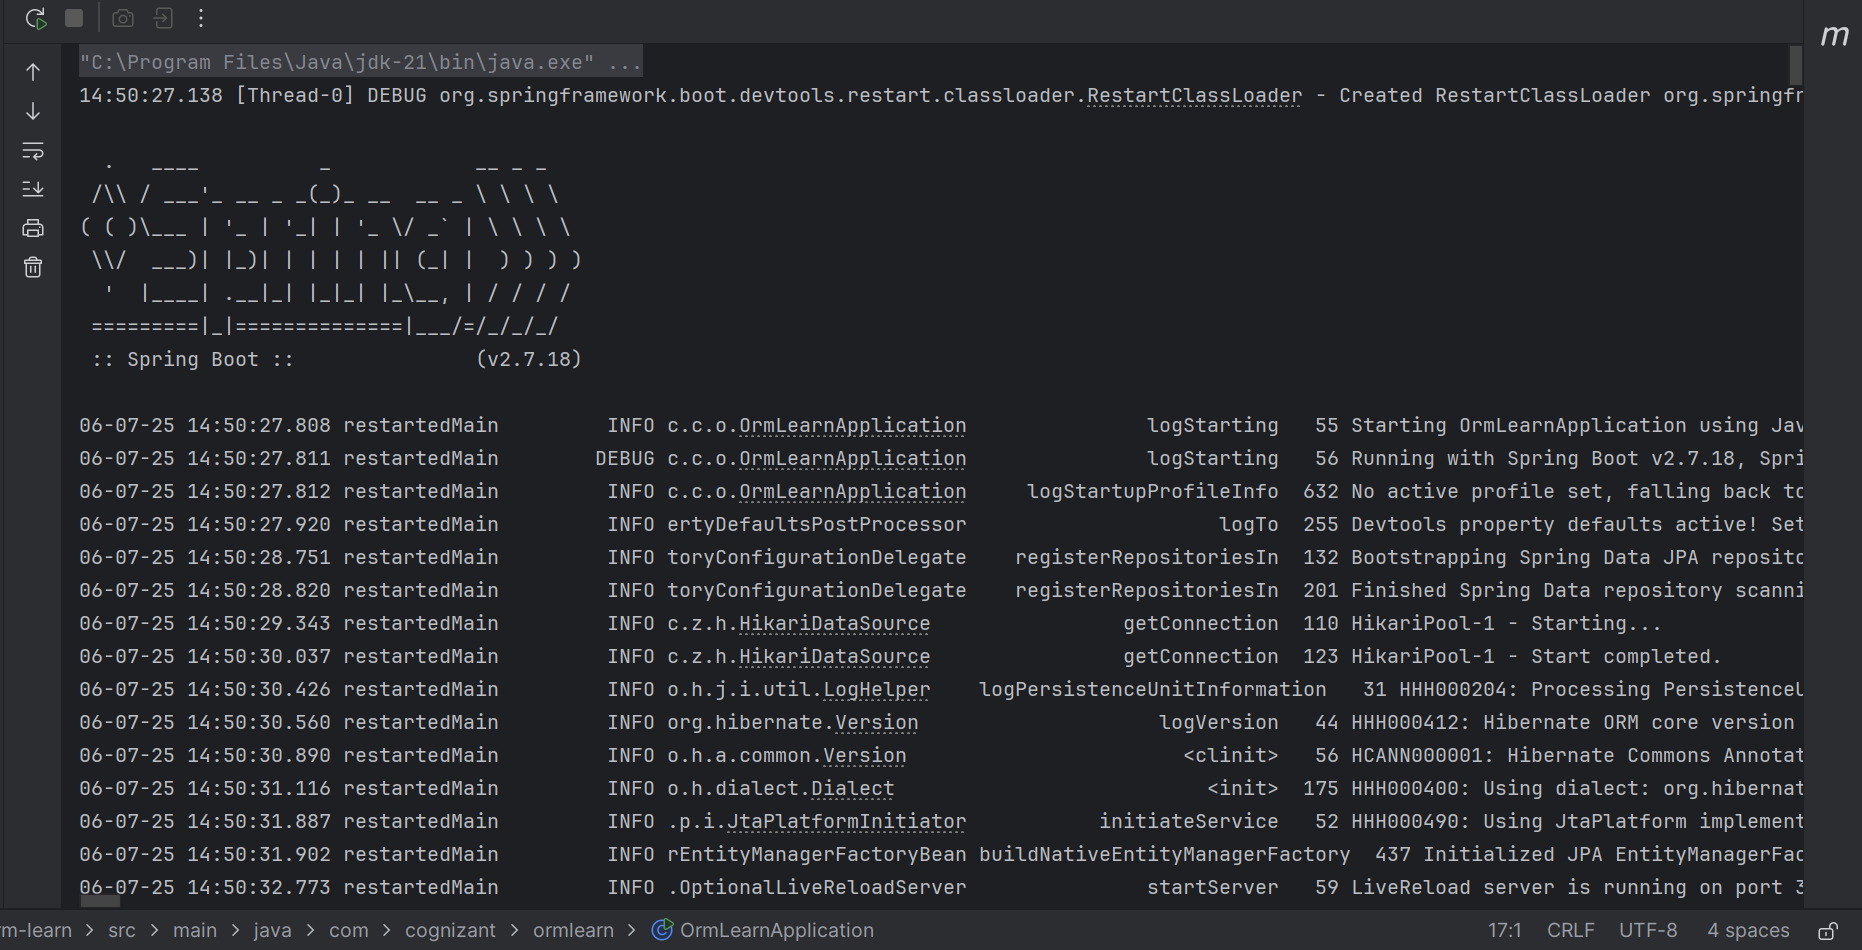 m
"C:\Program Files\Java\jdk-21\bin\java.exe" ...
14:50:27.138 [Thread-0] DEBUG org.springframework.boot.devtools.restart.classloader.RestartClassLoader - Created RestartClassLoader org.springfr
  .   ____          _            __ _ _
 /\\ / ___'_ __ _ _(_)_ __  __ _ \ \ \ \
( ( )\___ | '_ | '_| | '_ \/ _` | \ \ \ \
 \\/  ___)| |_)| | | | | || (_| |  ) ) ) )
  '  |____| .__|_| |_|_| |_\__, | / / / /
 =========|_|==============|___/=/_/_/_/
 :: Spring Boot ::               (v2.7.18)
06-07-25 14:50:27.808 restartedMain         INFO c.c.o.OrmLearnApplication               logStarting   55 Starting OrmLearnApplication using Jav
06-07-25 14:50:27.811 restartedMain        DEBUG c.c.o.OrmLearnApplication               logStarting   56 Running with Spring Boot v2.7.18, Spri
06-07-25 14:50:27.812 restartedMain         INFO c.c.o.OrmLearnApplication     logStartupProfileInfo  632 No active profile set, falling back to
06-07-25 14:50:27.920 restartedMain         INFO ertyDefaultsPostProcessor                     logTo  255 Devtools property defaults active! Set
06-07-25 14:50:28.751 restartedMain         INFO toryConfigurationDelegate    registerRepositoriesIn  132 Bootstrapping Spring Data JPA reposito
06-07-25 14:50:28.820 restartedMain         INFO toryConfigurationDelegate    registerRepositoriesIn  201 Finished Spring Data repository scanni
06-07-25 14:50:29.343 restartedMain         INFO c.z.h.HikariDataSource                getConnection  110 HikariPool-1 - Starting...
06-07-25 14:50:30.037 restartedMain         INFO c.z.h.HikariDataSource                getConnection  123 HikariPool-1 - Start completed.
06-07-25 14:50:30.426 restartedMain         INFO o.h.j.i.util.LogHelper    logPersistenceUnitInformation   31 HHH000204: Processing PersistenceU
06-07-25 14:50:30.560 restartedMain         INFO org.hibernate.Version                    logVersion   44 HHH000412: Hibernate ORM core version
06-07-25 14:50:30.890 restartedMain         INFO o.h.a.common.Version                       <clinit>   56 HCANN000001: Hibernate Commons Annotat
06-07-25 14:50:31.116 restartedMain         INFO o.h.dialect.Dialect                          <init>  175 HHH000400: Using dialect: org.hibernat
06-07-25 14:50:31.887 restartedMain         INFO .p.i.JtaPlatformInitiator           initiateService   52 HHH000490: Using JtaPlatform implement
06-07-25 14:50:31.902 restartedMain         INFO rEntityManagerFactoryBean buildNativeEntityManagerFactory  437 Initialized JPA EntityManagerFac
06-07-25 14:50:32.773 restartedMain         INFO .OptionalLiveReloadServer               startServer   59 LiveReload server is running on port 3
rm-learn > src > main > java > com > cognizant > ormlearn > OrmLearnApplication 17:1 CRLF UTF-8 4 spaces